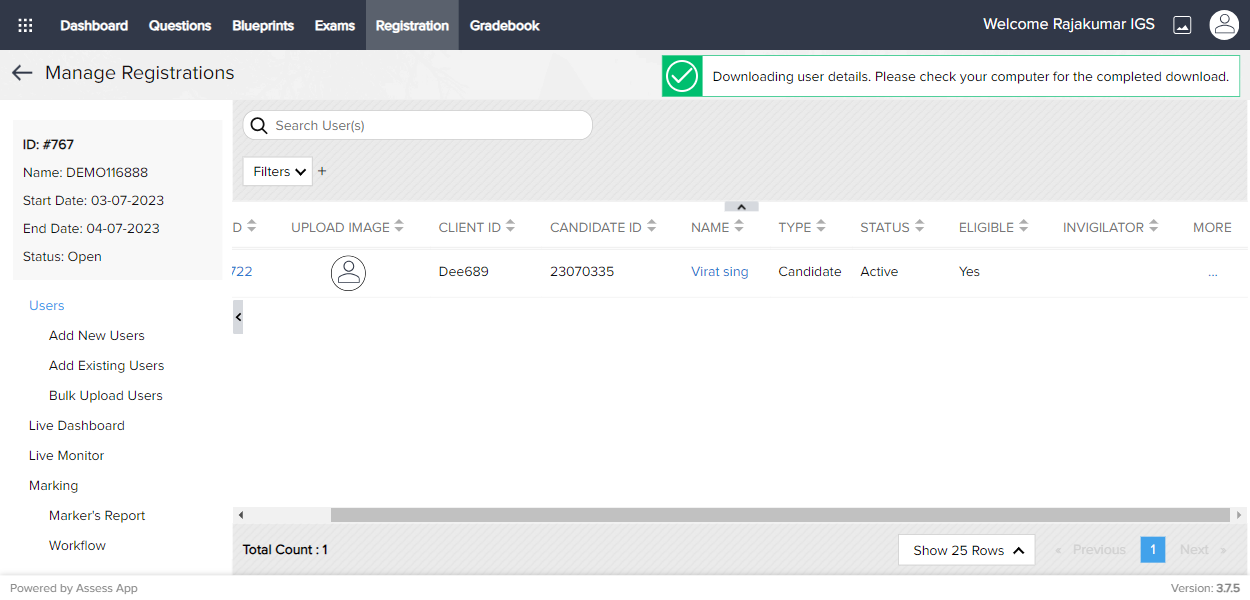 Dashboard Questions Blueprints Exams Registration Gradebook Welcome Rajakumar IGS
Manage Registrations
Downloading user details. Please check your computer for the completed download.
ID: #767
Name: DEMO116888
Start Date: 03-07-2023
End Date: 04-07-2023
Status: Open
Users
Add New Users
Add Existing Users
Bulk Upload Users
Live Dashboard
Live Monitor
Marking
Marker's Report
Workflow
Search User(s)
Filters +
D UPLOAD IMAGE CLIENT ID CANDIDATE ID NAME TYPE STATUS ELIGIBLE INVIGILATOR MORE
722 Dee689 23070335 Virat sing Candidate Active Yes ...
Total Count : 1 Show 25 Rows « Previous 1 Next »
Powered by Assess App Version: 3.7.5